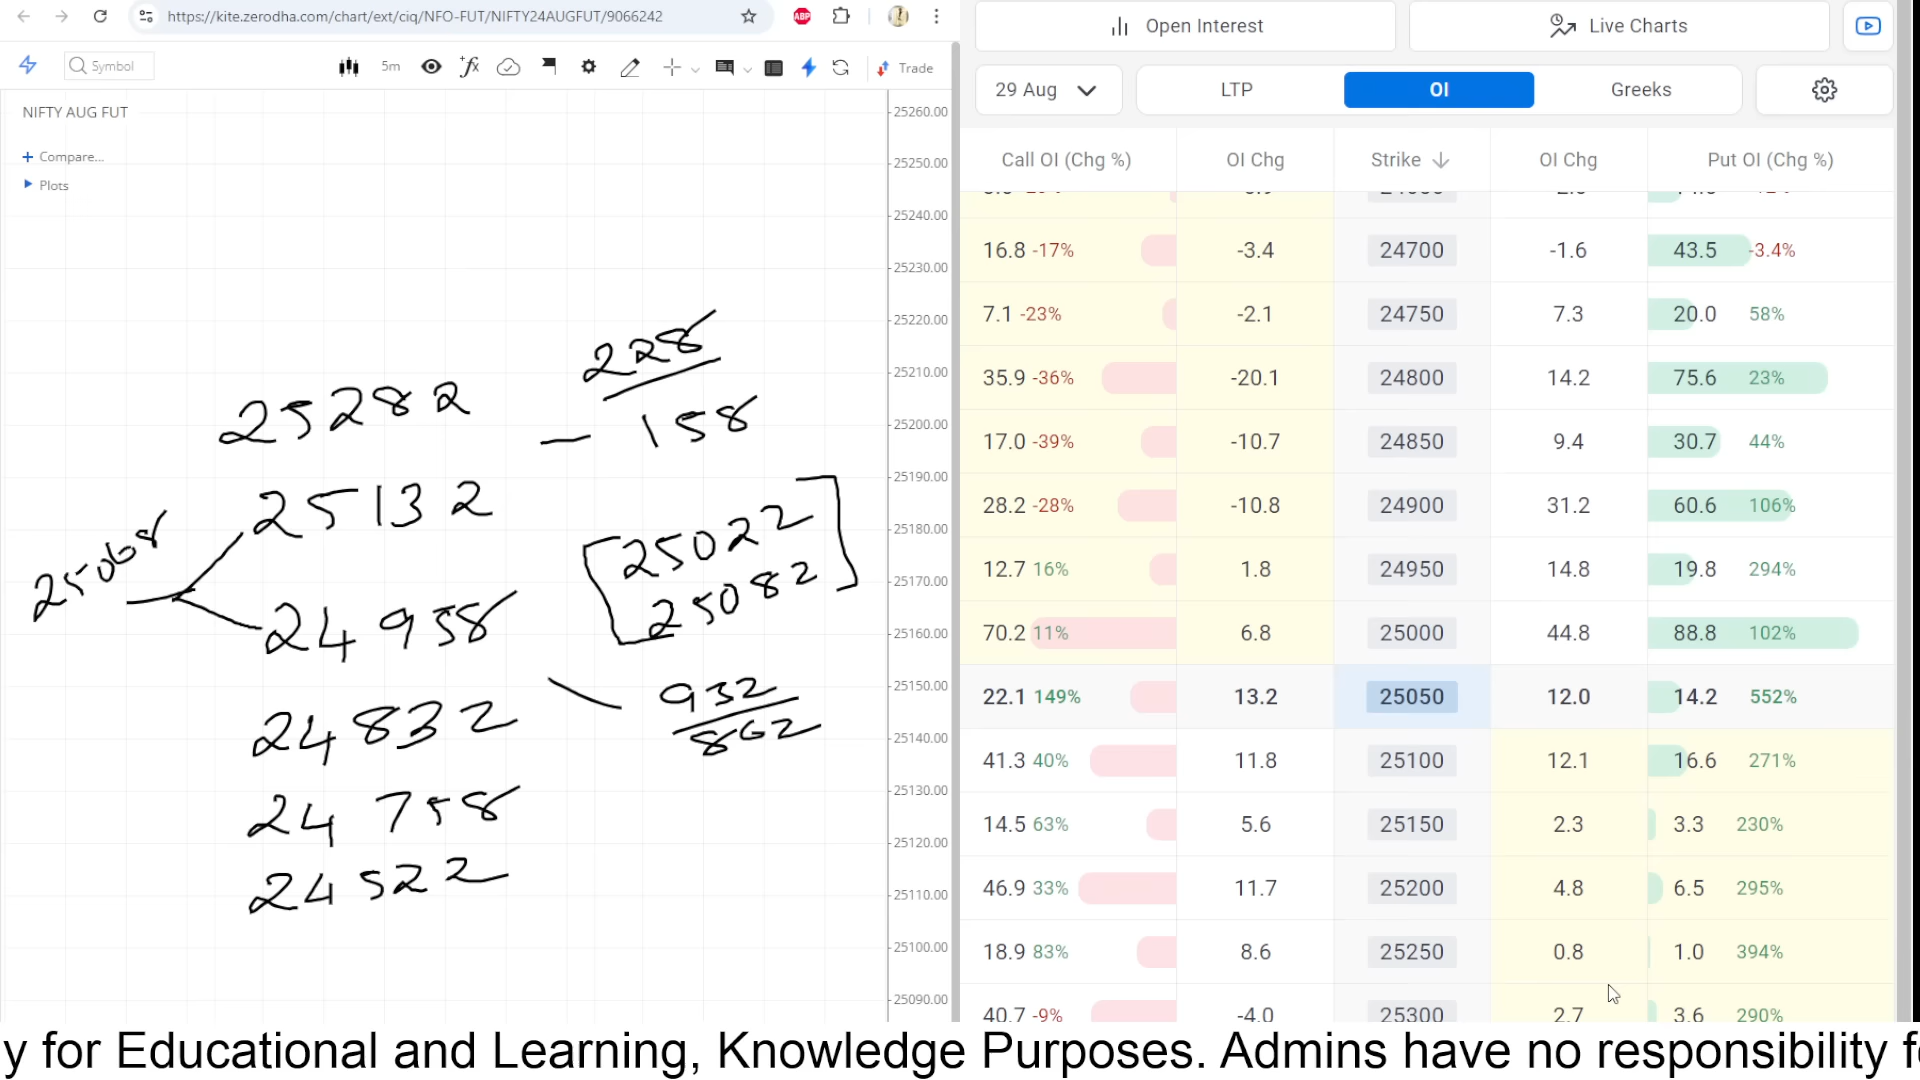 https://kite.zerodha.com/chart/ext/ciq/NFO-FUT/NIFTY24AUGFUT/9066242
ABP
Symbol
5m
Trade
NIFTY AUG FUT
Compare...
Plots
25260.00
25250.00
25240.00
25230.00
25220.00
25210.00
25200.00
25190.00
25180.00
25170.00
25160.00
25150.00
25140.00
25130.00
25120.00
25110.00
25100.00
25090.00
25282
228
158
25132
25068
24958
25022
25082
24832
932
862
24758
24522
Open Interest
Live Charts
29 Aug
LTP
OI
Greeks
Call OI (Chg %) OI Chg Strike OI Chg Put OI (Chg %)
16.8 -17% -3.4 24700 -1.6 43.5 -3.4%
7.1 -23% -2.1 24750 7.3 20.0 58%
35.9 -36% -20.1 24800 14.2 75.6 23%
17.0 -39% -10.7 24850 9.4 30.7 44%
28.2 -28% -10.8 24900 31.2 60.6 106%
12.7 16% 1.8 24950 14.8 19.8 294%
70.2 11% 6.8 25000 44.8 88.8 102%
22.1 149% 13.2 25050 12.0 14.2 552%
41.3 40% 11.8 25100 12.1 16.6 271%
14.5 63% 5.6 25150 2.3 3.3 230%
46.9 33% 11.7 25200 4.8 6.5 295%
18.9 83% 8.6 25250 0.8 1.0 394%
40.7 -9% -4.0 25300 2.7 3.6 290%
y for Educational and Learning, Knowledge Purposes. Admins have no responsibility f